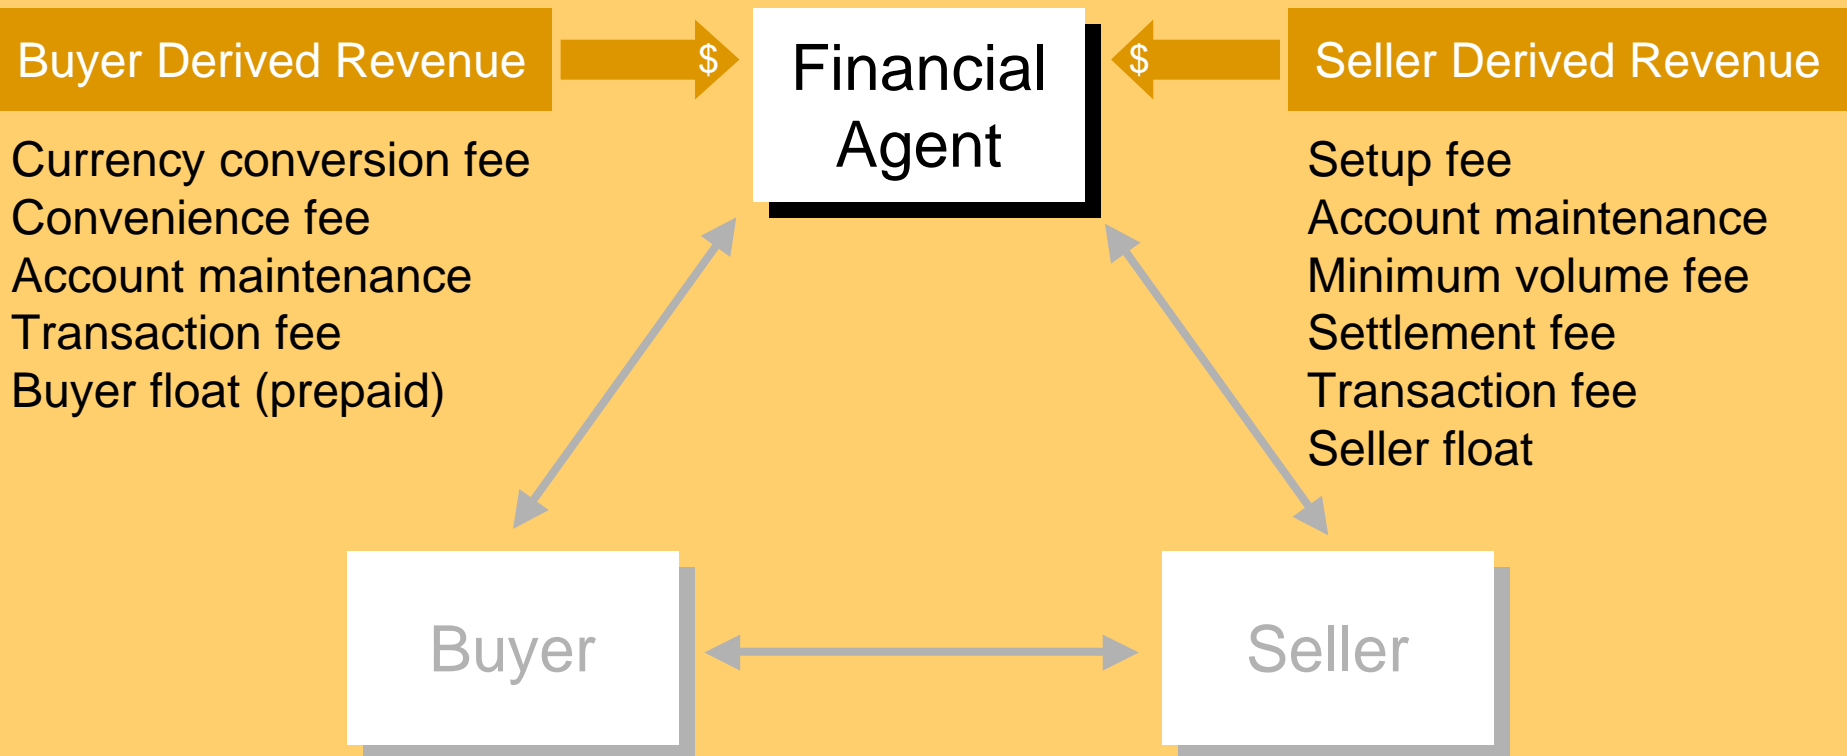 Buyer Derived Revenue
$
Financial
Agent
$
Seller Derived Revenue
Currency conversion fee
Convenience fee
Account maintenance
Transaction fee
Buyer float (prepaid)
Setup fee
Account maintenance
Minimum volume fee
Settlement fee
Transaction fee
Seller float
Buyer
Seller